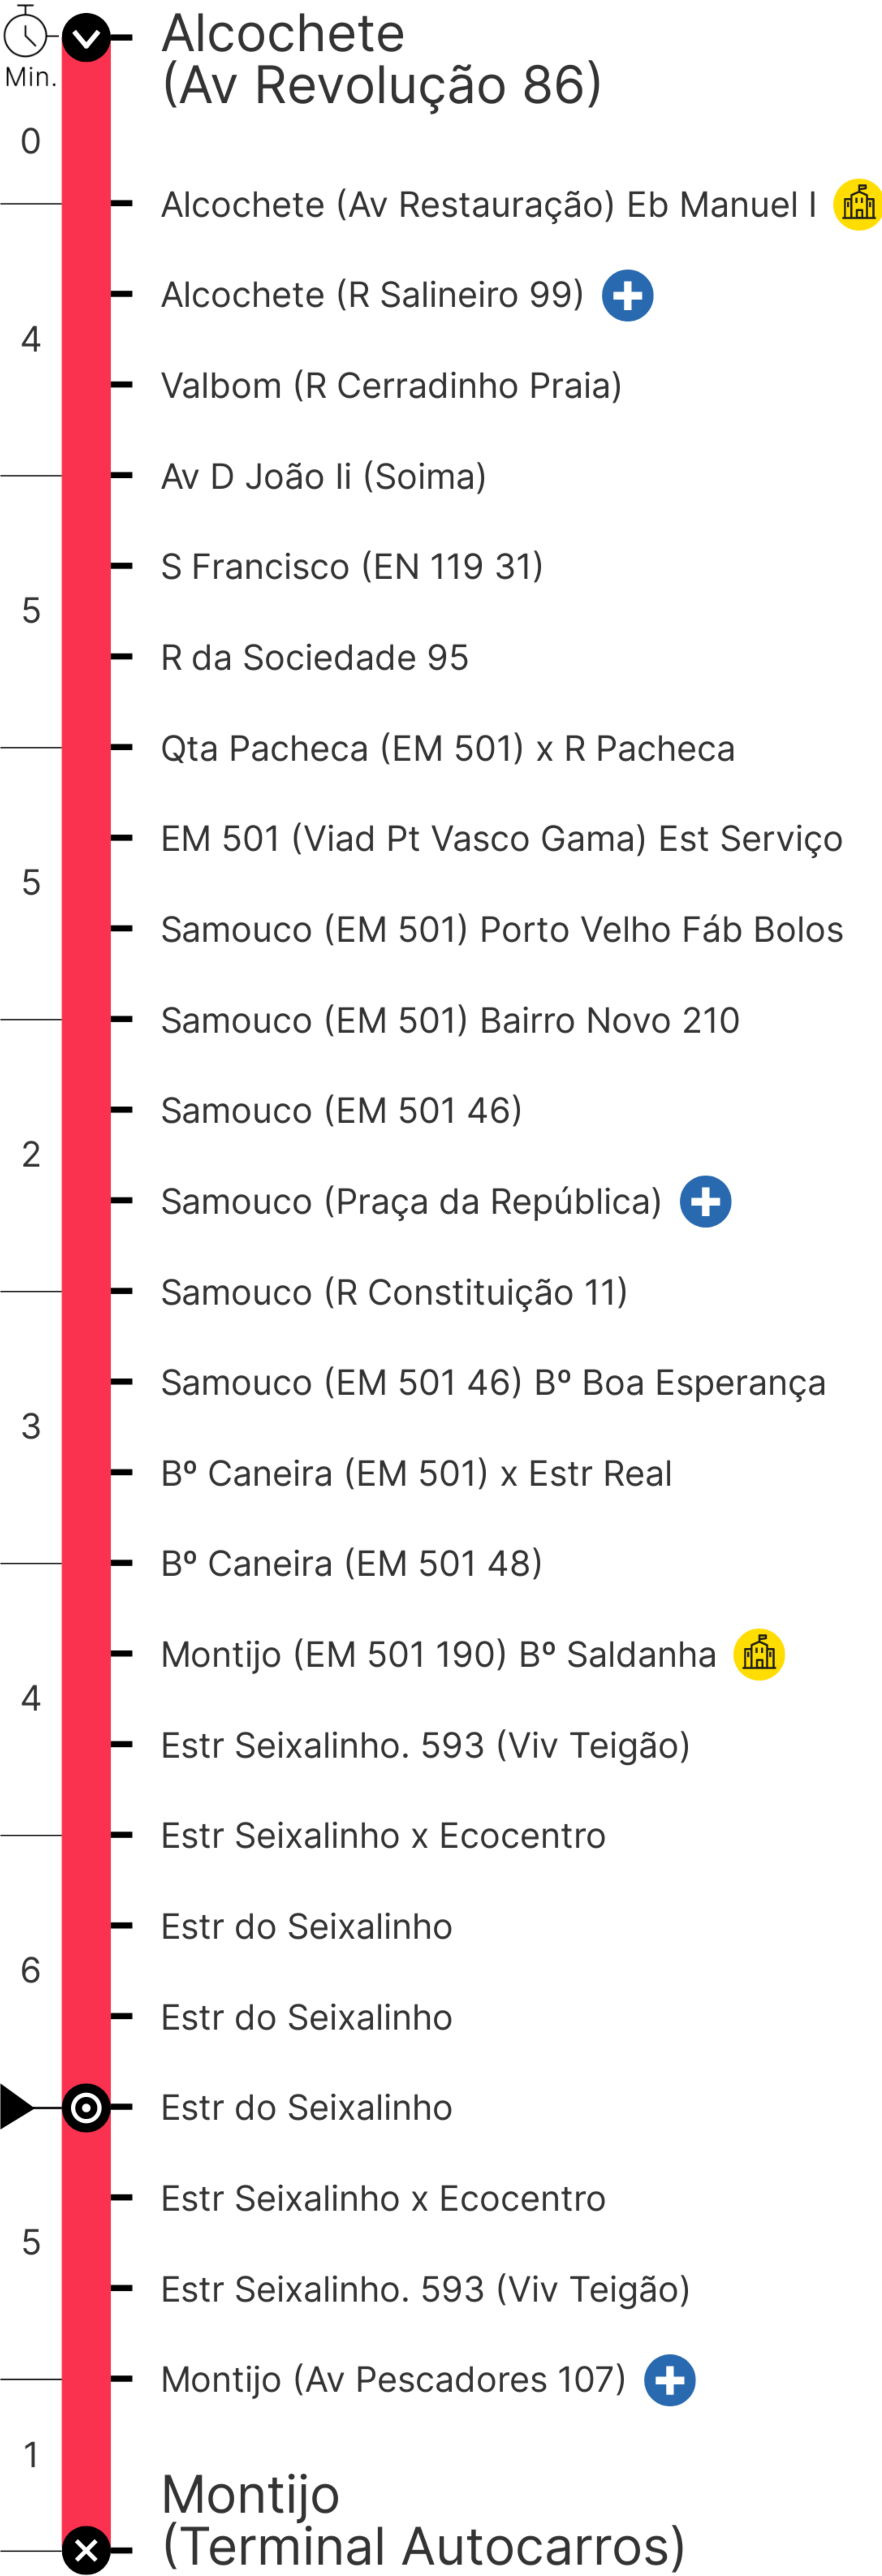 Alcochete
(Av Revolução 86)
Min.
0
Alcochete (Av Restauração) Eb Manuel I
Alcochete (R Salineiro 99)
4
Valbom (R Cerradinho Praia)
Av D João Ii (Soima)
S Francisco (EN 119 31)
5
R da Sociedade 95
Qta Pacheca (EM 501) x R Pacheca
EM 501 (Viad Pt Vasco Gama) Est Serviço
5
Samouco (EM 501) Porto Velho Fáb Bolos
Samouco (EM 501) Bairro Novo 210
Samouco (EM 501 46)
2
Samouco (Praça da República)
Samouco (R Constituição 11)
Samouco (EM 501 46) Bº Boa Esperança
3
Bº Caneira (EM 501) x Estr Real
Bº Caneira (EM 501 48)
Montijo (EM 501 190) Bº Saldanha
4
Estr Seixalinho. 593 (Viv Teigão)
Estr Seixalinho x Ecocentro
Estr do Seixalinho
6
Estr do Seixalinho
Estr do Seixalinho
Estr Seixalinho x Ecocentro
5
Estr Seixalinho. 593 (Viv Teigão)
Montijo (Av Pescadores 107)
1
Montijo
(Terminal Autocarros)